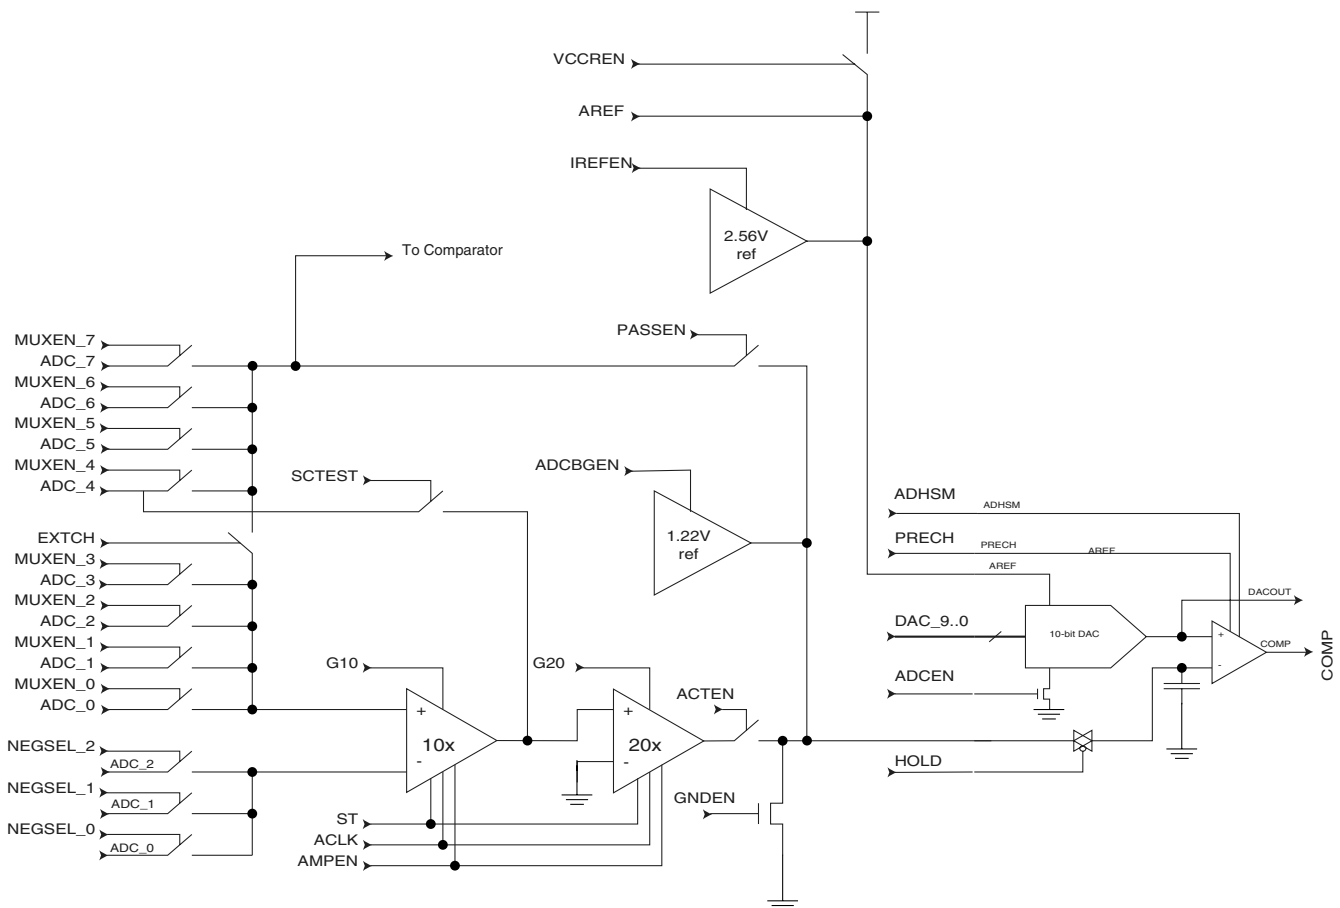 VCCREN
AREF
IREFEN
2.56V
ref
To Comparator
PASSEN
MUXEN_7
ADC_7
MUXEN_6
ADC_6
MUXEN_5
ADC_5
MUXEN_4
ADC_4
SCTEST
ADCBGEN
1.22V
ref
EXTCH
MUXEN_3
ADC_3
MUXEN_2
ADC_2
MUXEN_1
ADC_1
MUXEN_0
ADC_0
G10
+
10x
-
G20
+
20x
-
ACTEN
NEGSEL_2
ADC_2
NEGSEL_1
ADC_1
NEGSEL_0
ADC_0
ST
ACLK
AMPEN
GNDEN
ADHSM
ADHSM
PRECH
PRECH
AREF
AREF
DAC_9..0
10-bit DAC
DACOUT
+
-
COMP
COMP
ADCEN
HOLD